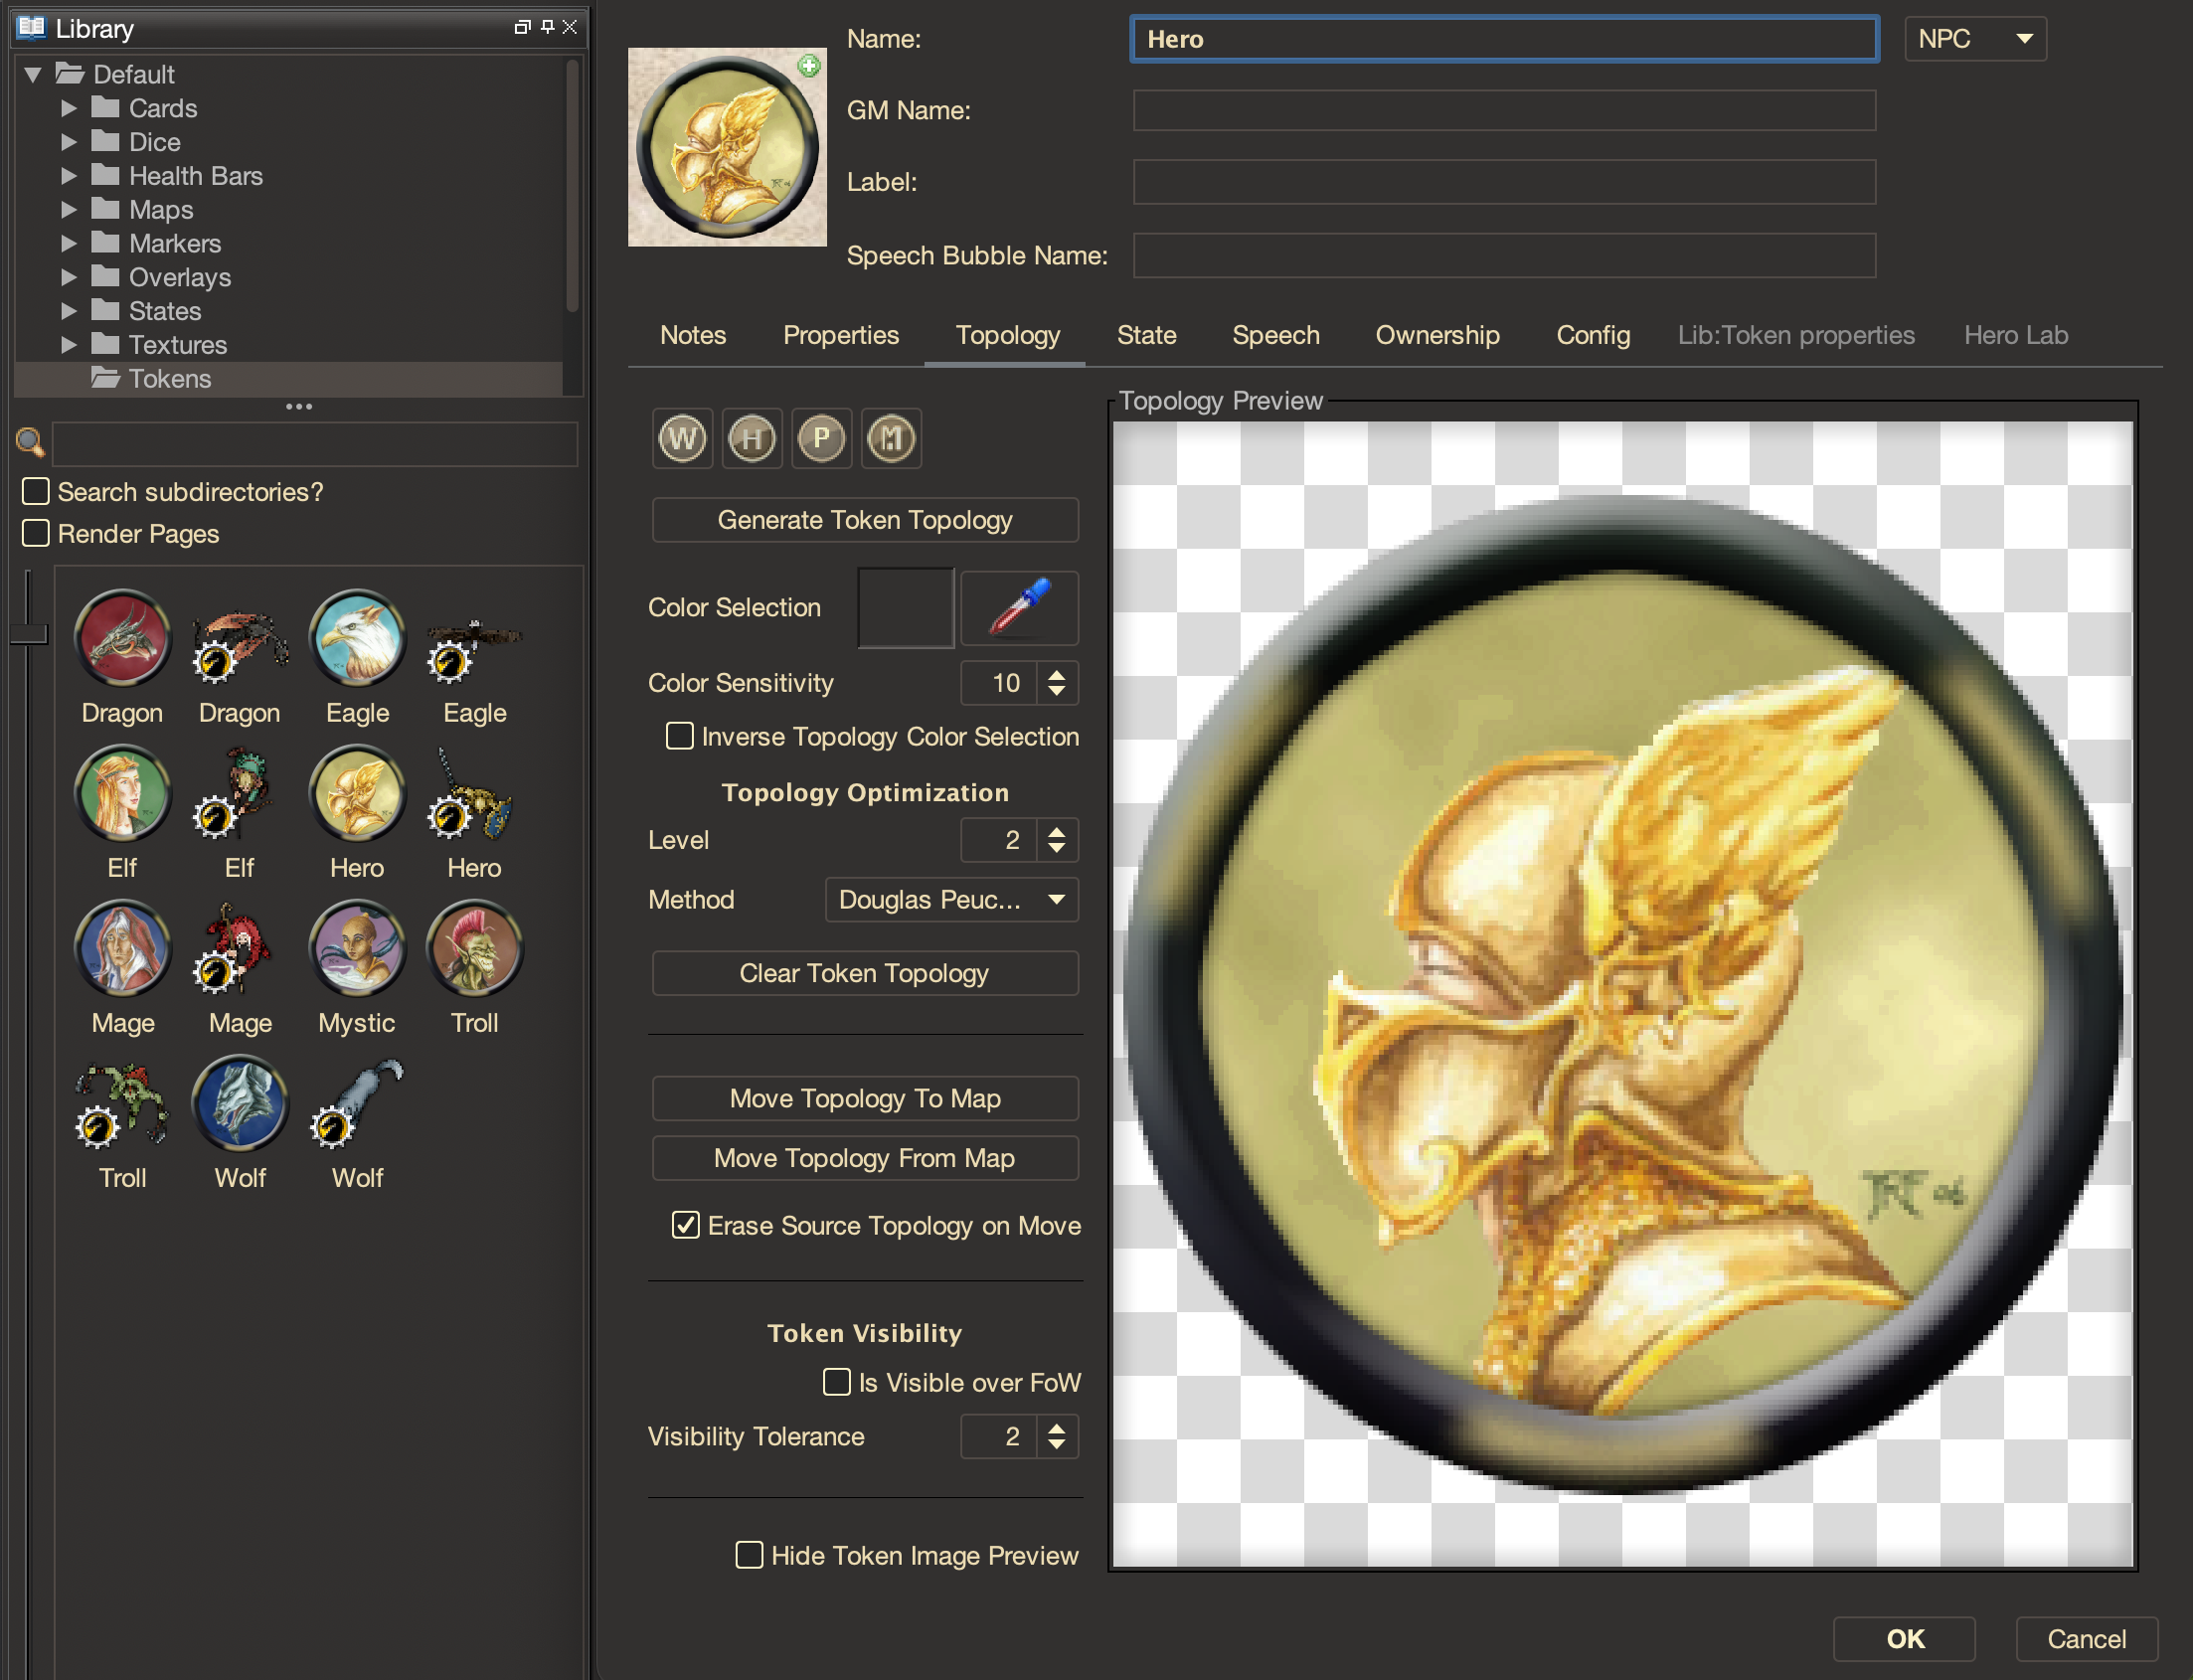 Library
Default
Cards
Dice
Health Bars
Maps
Markers
Overlays
States
Textures
Tokens
Search subdirectories?
Render Pages
Dragon Dragon Eagle Eagle
Elf Elf Hero Hero
Mage Mage Mystic Troll
Troll Wolf Wolf
Name: Hero NPC
GM Name:
Label:
Speech Bubble Name:
Notes Properties Topology State Speech Ownership Config Lib:Token properties Hero Lab
W H P M
Generate Token Topology
Color Selection
Color Sensitivity 10
Inverse Topology Color Selection
Topology Optimization
Level 2
Method Douglas Peuc...
Clear Token Topology
Move Topology To Map
Move Topology From Map
Erase Source Topology on Move
Token Visibility
Is Visible over FoW
Visibility Tolerance 2
Hide Token Image Preview
Topology Preview
OK Cancel